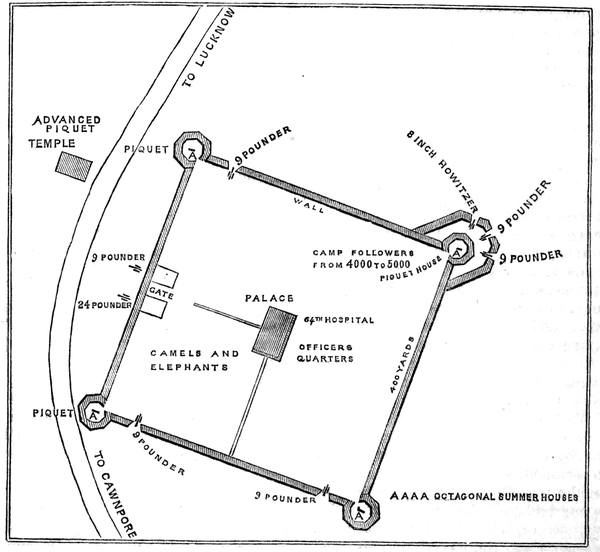 TO LUCKNOW
ADVANCED
PIQUET
TEMPLE
PIQUET
A
9 POUNDER
8 INCH HOWITZER
9 POUNDER
9 POUNDER
WALL
CAMP FOLLOWERS
FROM 4000 TO 5000
PIQUET HOUSE
A
9 POUNDER
24 POUNDER
GATE
PALACE
64TH HOSPITAL
OFFICERS
QUARTERS
CAMELS AND
ELEPHANTS
400 YARDS
PIQUET
A
9 POUNDER
9 POUNDER
A
AAAA OCTAGONAL SUMMER HOUSES
TO CAWNPORE